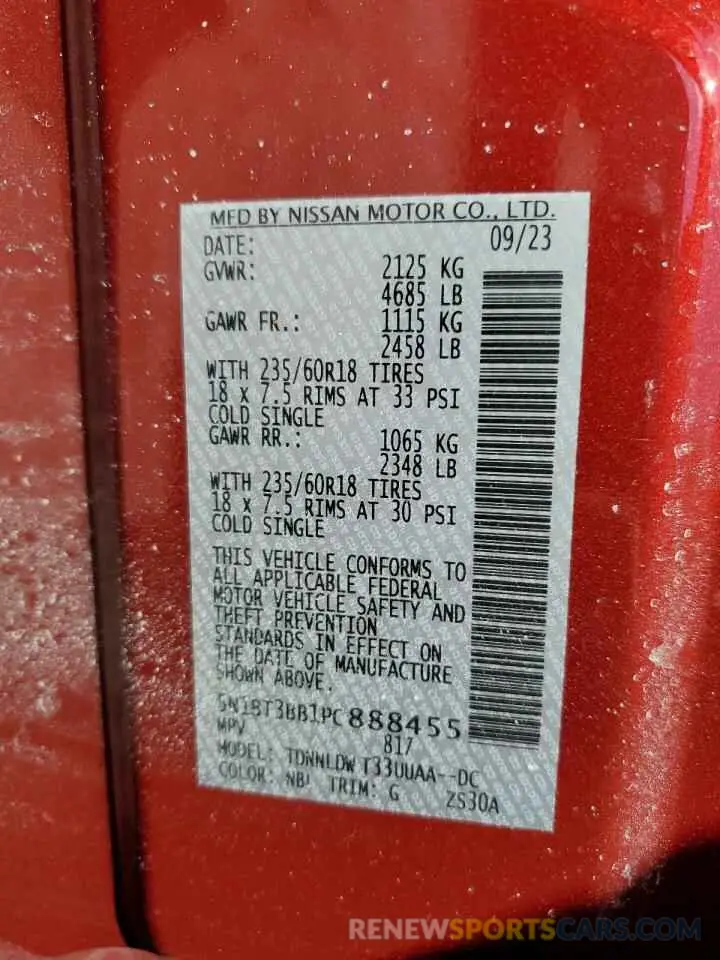 MFD BY NISSAN MOTOR CO., LTD.
DATE: 09/23
GVWR: 2125 KG
4685 LB
GAWR FR.: 1115 KG
2458 LB
WITH 235/60R18 TIRES
18 x 7.5 RIMS AT 33 PSI
COLD SINGLE
GAWR RR.: 1065 KG
2348 LB
WITH 235/60R18 TIRES
18 x 7.5 RIMS AT 30 PSI
COLD SINGLE
THIS VEHICLE CONFORMS TO
ALL APPLICABLE FEDERAL
MOTOR VEHICLE SAFETY AND
THEFT PREVENTION
STANDARDS IN EFFECT ON
THE DATE OF MANUFACTURE
SHOWN ABOVE.
5N1BT3BB1PC888455
MPV 817
MODEL: TDNNLDW T33UUAA--DC
COLOR: TRIM: G ZS30A
RENEWSPORTSCARS.COM